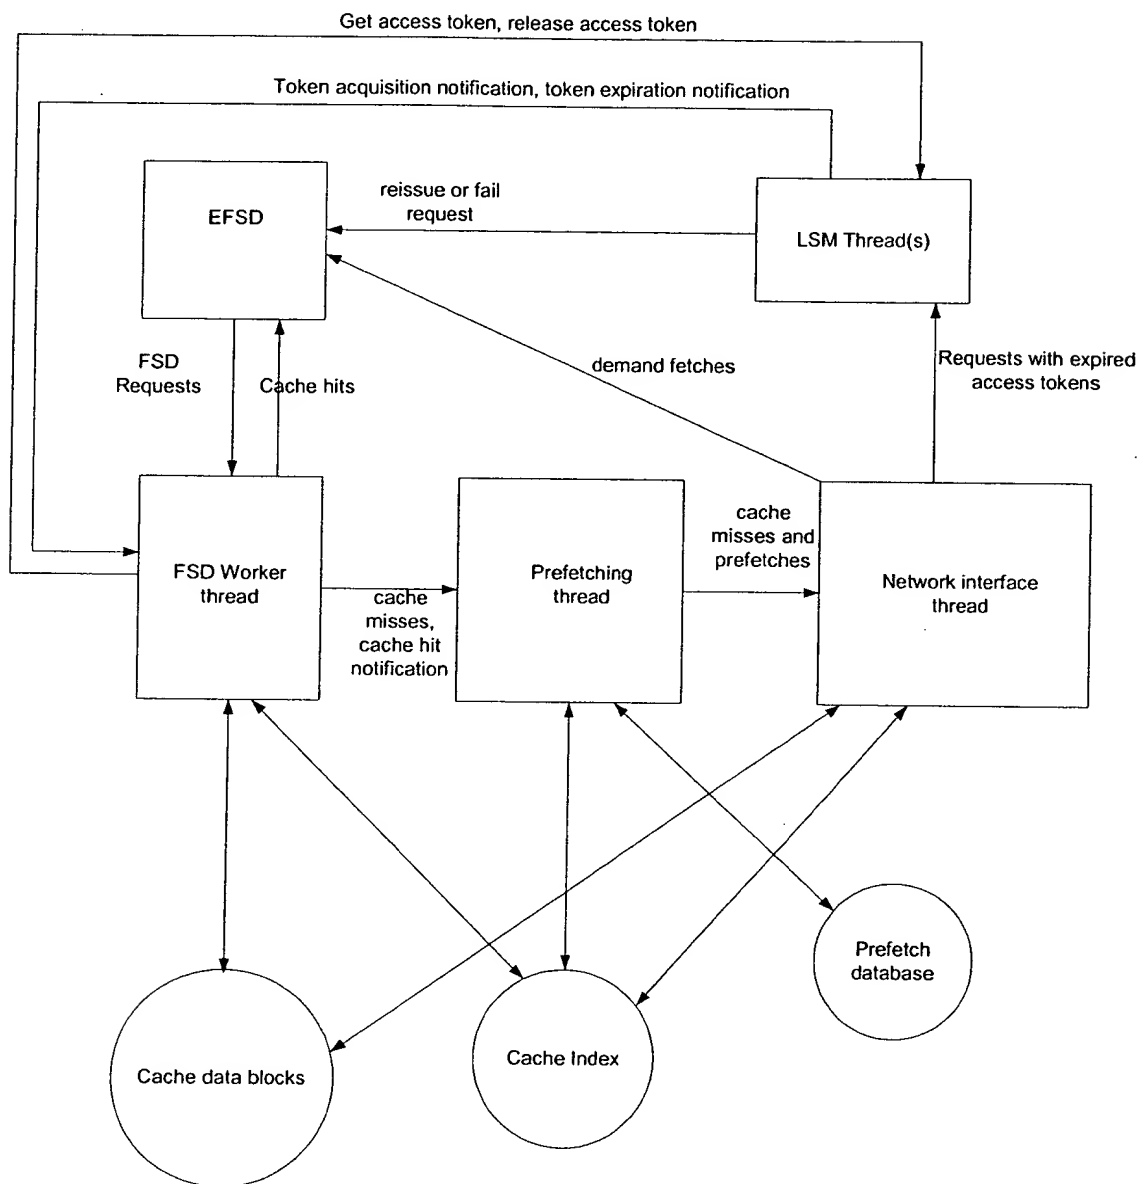 Get access token, release access token
Token acquisition notification, token expiration notification
EFSD
reissue or fail
request
LSM Thread(s)
FSD
Requests
Cache hits
demand fetches
Requests with expired
access tokens
FSD Worker
thread
cache
misses,
cache hit
notification
Prefetching
thread
cache
misses and
prefetches
Network interface
thread
Prefetch
database
Cache data blocks
Cache Index